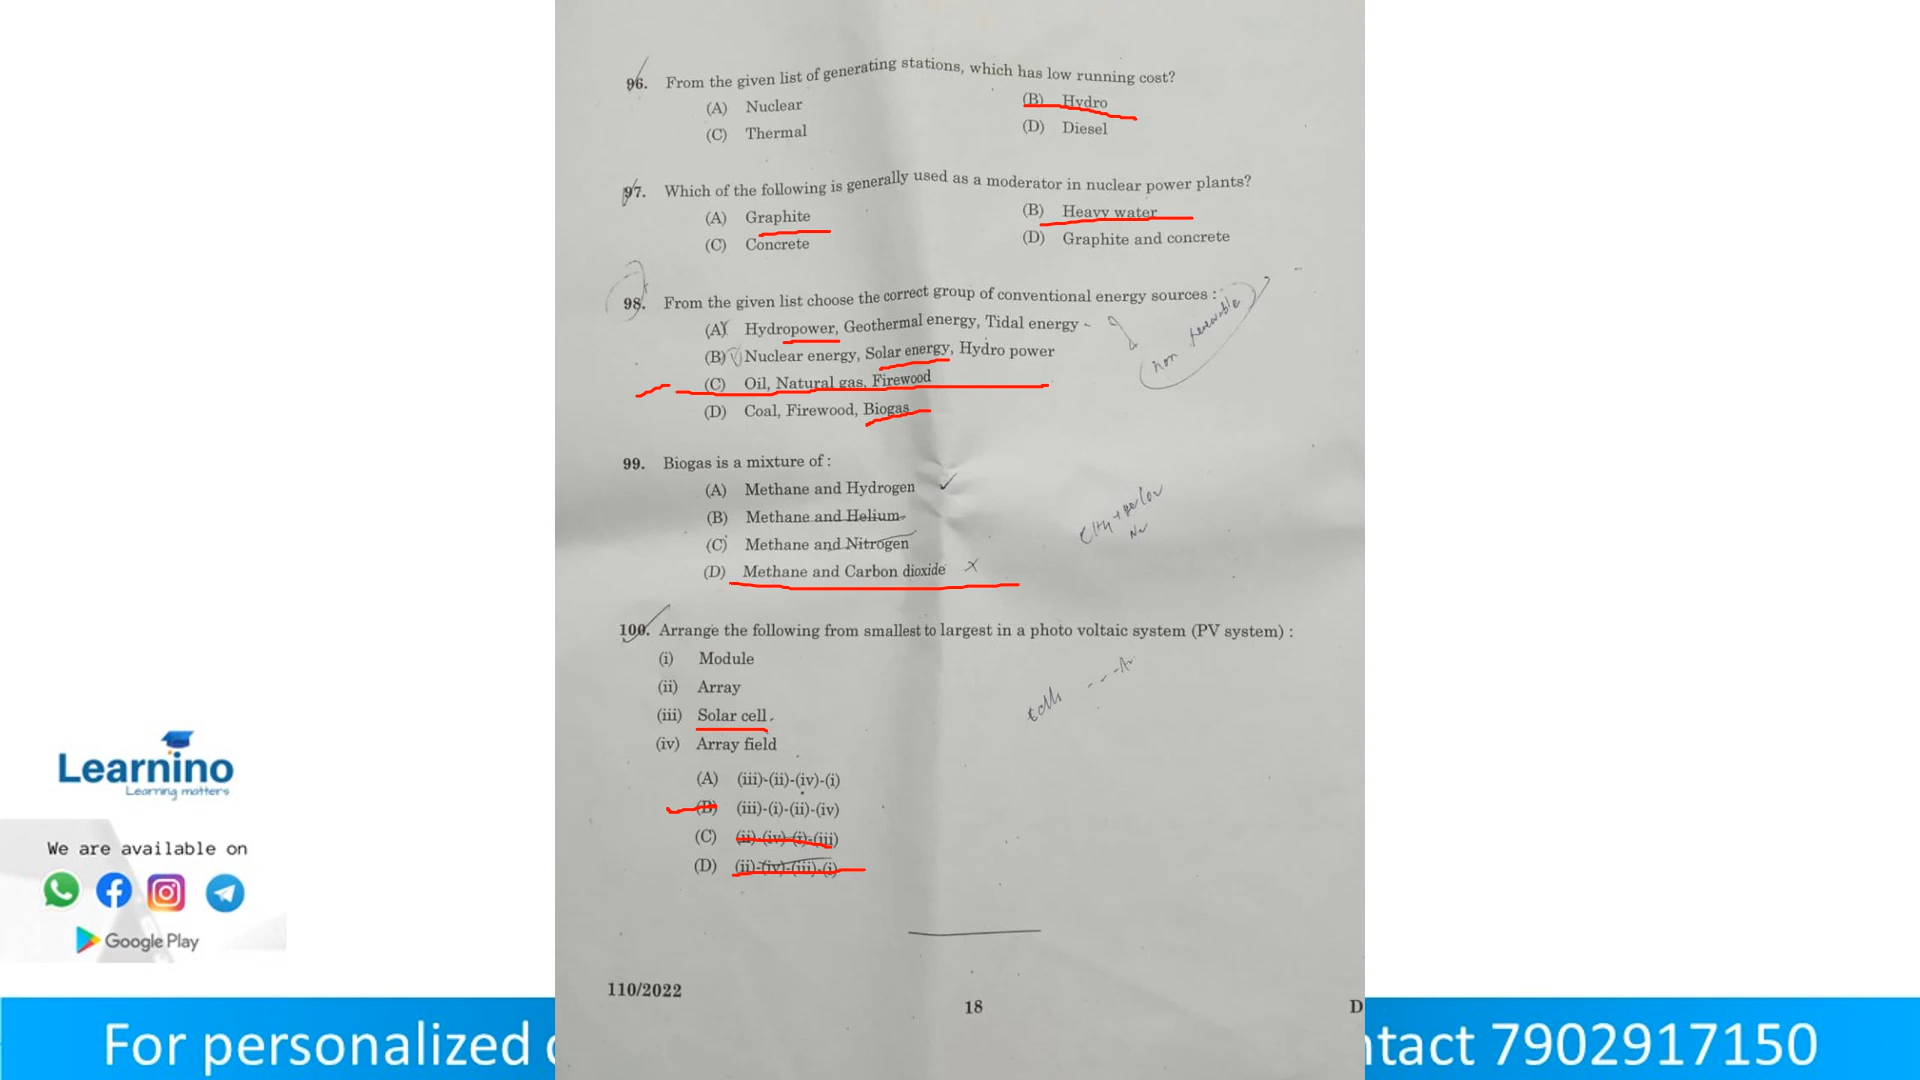 96. From the given list of generating stations, which has low running cost?
(A) Nuclear
(B) Hydro
(C) Thermal
(D) Diesel
97. Which of the following is generally used as a moderator in nuclear power plants?
(A) Graphite
(B) Heavy water
(C) Concrete
(D) Graphite and concrete
98. From the given list choose the correct group of conventional energy sources :
(A) Hydropower, Geothermal energy, Tidal energy
(B) Nuclear energy, Solar energy, Hydro power
(C) Oil, Natural gas, Firewood
(D) Coal, Firewood, Biogas
non renewable
99. Biogas is a mixture of :
(A) Methane and Hydrogen
(B) Methane and Helium
(C) Methane and Nitrogen
(D) Methane and Carbon dioxide
100. Arrange the following from smallest to largest in a photo voltaic system (PV system) :
(i) Module
(ii) Array
(iii) Solar cell
(iv) Array field
(A) (iii)-(ii)-(iv)-(i)
(B) (iii)-(i)-(ii)-(iv)
(C) (ii)-(iv)-(i)-(iii)
(D) (ii)-(iv)-(iii)-(i)
110/2022
18
D
Learnino
Learning matters
We are available on
Google Play
For personalized
ntact 7902917150